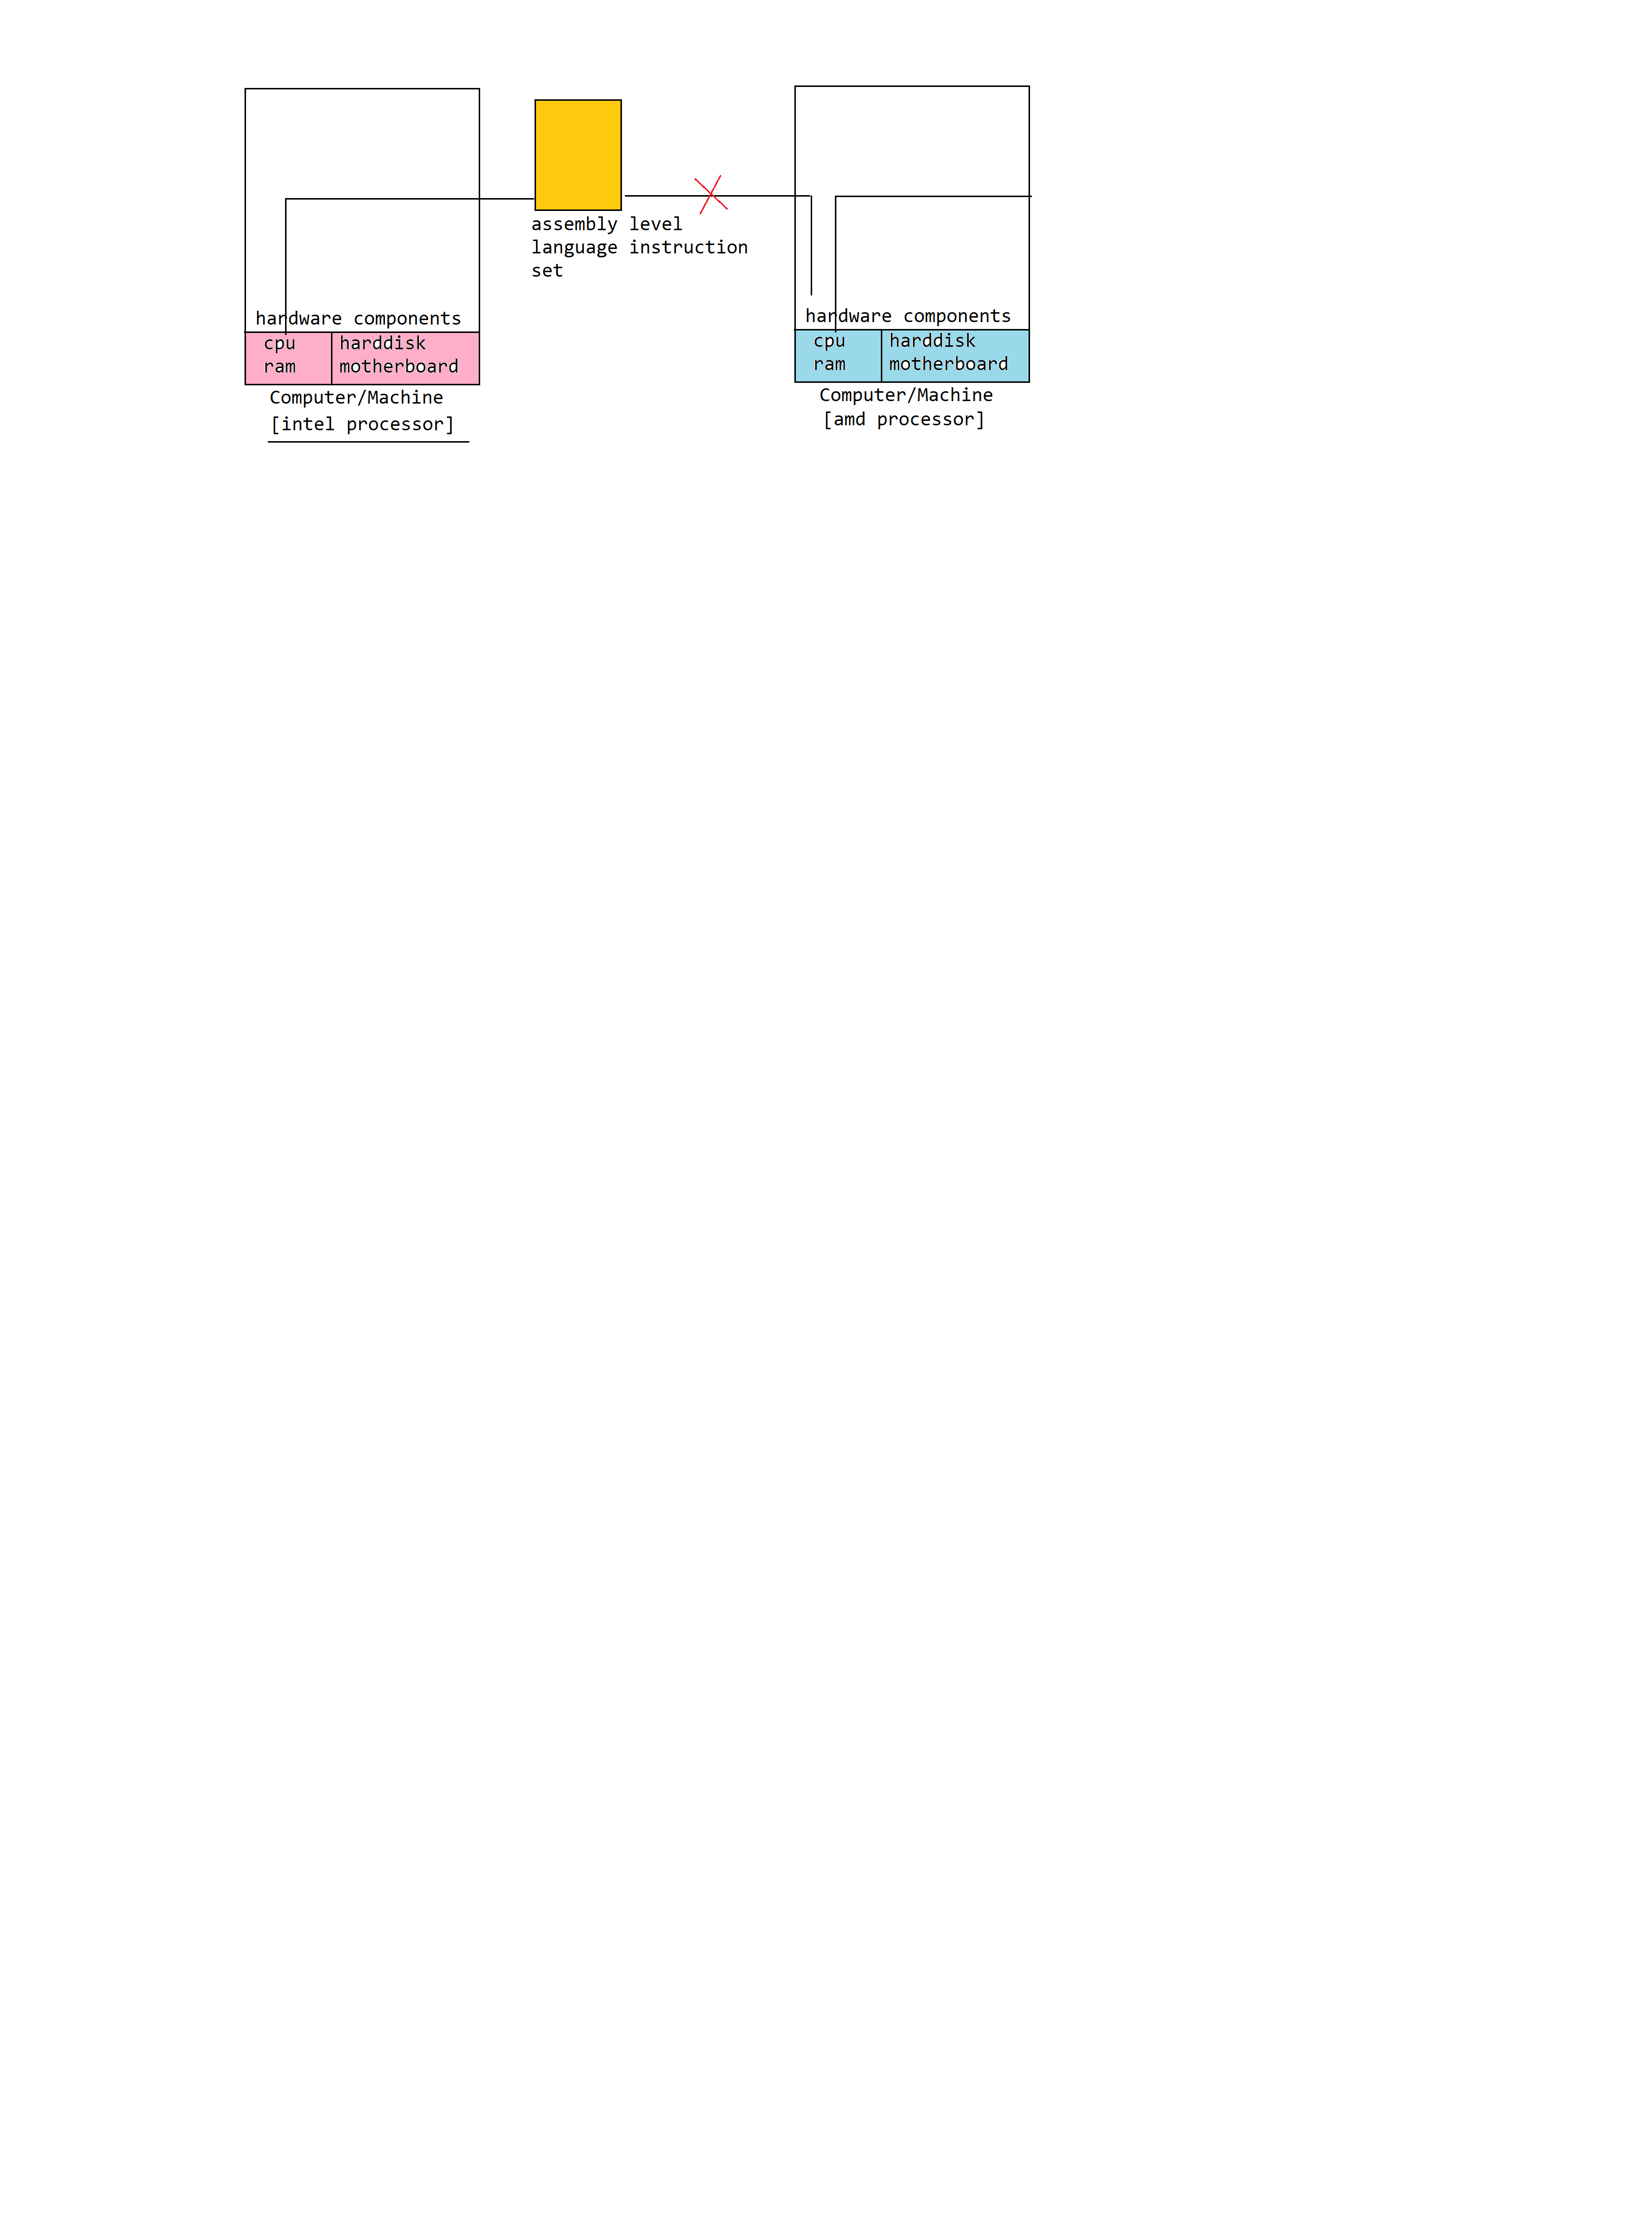 assembly level
language instruction
set
hardware components
cpu harddisk
ram motherboard
Computer/Machine
[intel processor]
hardware components
cpu harddisk
ram motherboard
Computer/Machine
[amd processor]